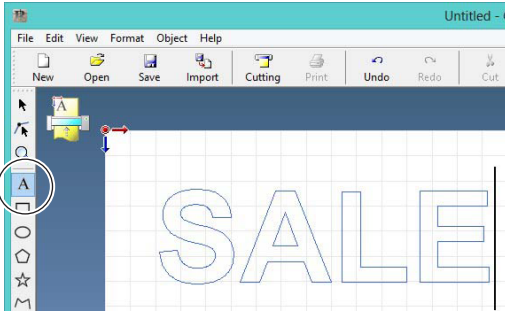 Untitled -
File Edit View Format Object Help
New Open Save Import Cutting Print Undo Redo Cut
A
A
SALE